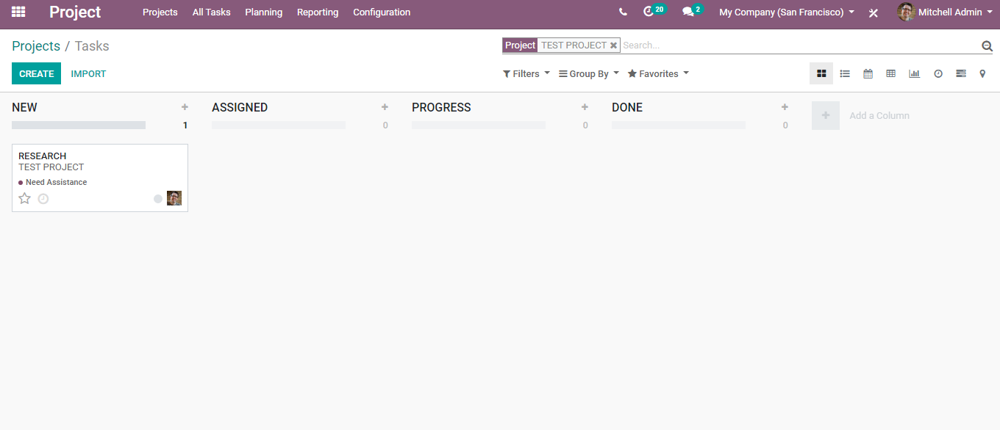 Project Projects All Tasks Planning Reporting Configuration 20 2 My Company (San Francisco) Mitchell Admin
Projects / Tasks
Project TEST PROJECT Search...
CREATE IMPORT
Filters Group By Favorites
NEW + ASSIGNED + PROGRESS + DONE + + Add a Column
1 0 0 0
RESEARCH
TEST PROJECT
Need Assistance